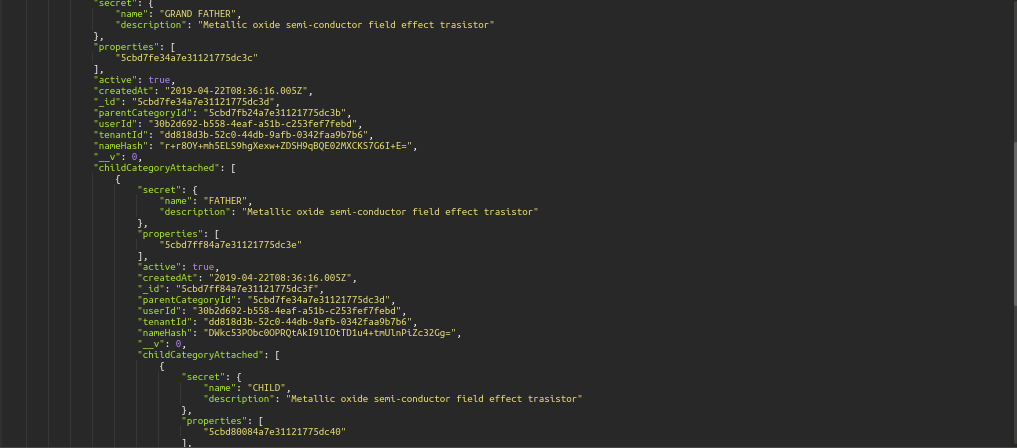 "secret": {
"name": "GRAND FATHER",
"description": "Metallic oxide semi-conductor field effect trasistor"
},
"properties": [
"5cbd7fe34a7e31121775dc3c"
],
"active": true,
"createdAt": "2019-04-22T08:36:16.005Z",
"_id": "5cbd7fe34a7e31121775dc3d",
"parentCategoryId": "5cbd7fb24a7e31121775dc3b",
"userId": "30b2d692-b558-4eaf-a51b-c253fef7febd",
"tenantId": "dd818d3b-52c0-44db-9afb-0342faa9b7b6",
"nameHash": "r+r8OY+mh5ELS9hgXexw+ZDSH9qBQE02MXCKS7G6I+E=",
"__v": 0,
"childCategoryAttached": [
{
"secret": {
"name": "FATHER",
"description": "Metallic oxide semi-conductor field effect trasistor"
},
"properties": [
"5cbd7ff84a7e31121775dc3e"
],
"active": true,
"createdAt": "2019-04-22T08:36:16.005Z",
"_id": "5cbd7ff84a7e31121775dc3f",
"parentCategoryId": "5cbd7fe34a7e31121775dc3d",
"userId": "30b2d692-b558-4eaf-a51b-c253fef7febd",
"tenantId": "dd818d3b-52c0-44db-9afb-0342faa9b7b6",
"nameHash": "DWkc53PObc0OPRQtAkI9lIOtTD1u4+tmUlnPiZc32Gg=",
"__v": 0,
"childCategoryAttached": [
{
"secret": {
"name": "CHILD",
"description": "Metallic oxide semi-conductor field effect trasistor"
},
"properties": [
"5cbd80084a7e31121775dc40"
],